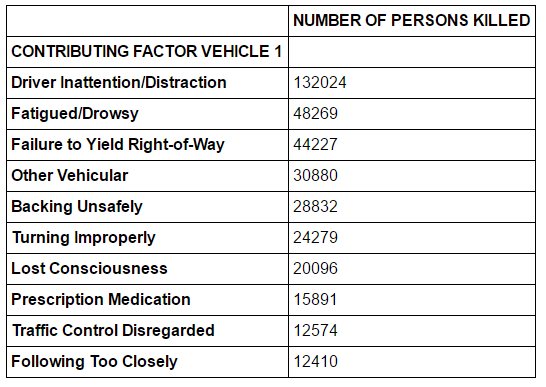 NUMBER OF PERSONS KILLED
CONTRIBUTING FACTOR VEHICLE 1
Driver Inattention/Distraction 132024
Fatigued/Drowsy 48269
Failure to Yield Right-of-Way 44227
Other Vehicular 30880
Backing Unsafely 28832
Turning Improperly 24279
Lost Consciousness 20096
Prescription Medication 15891
Traffic Control Disregarded 12574
Following Too Closely 12410